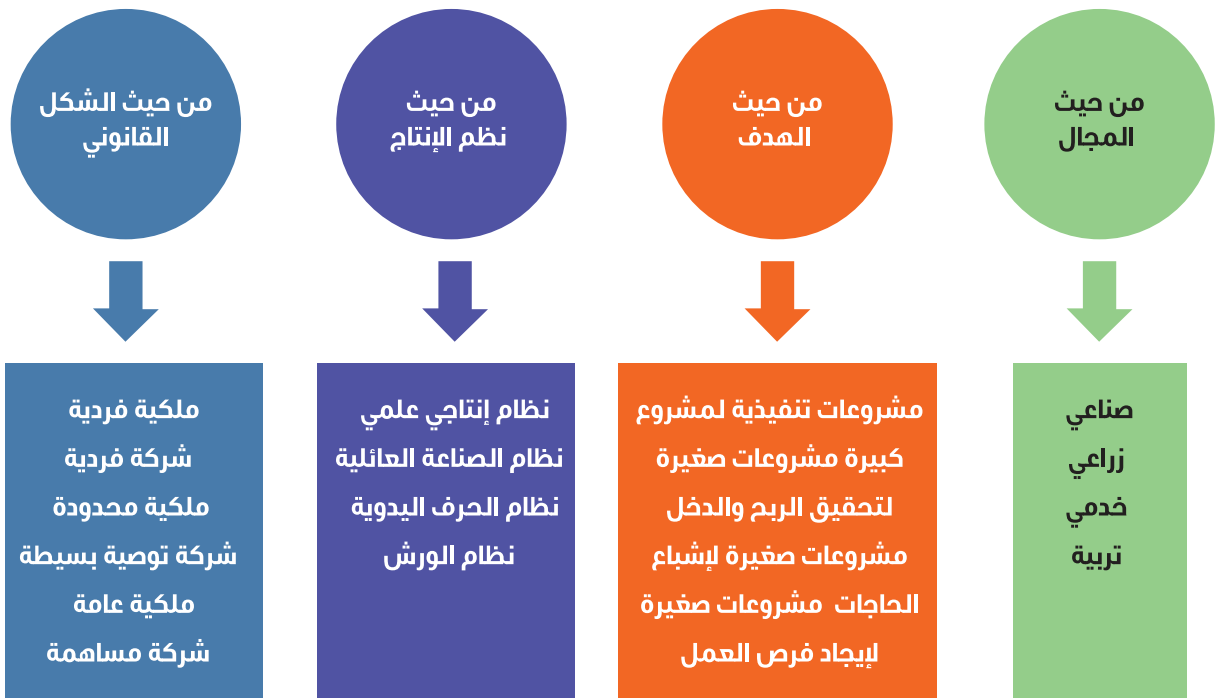 من حيث
المجال
صناعي
زراعي
خدمي
تربية
من حيث
الهدف
مشروعات تنفيذية لمشروع
كبيرة مشروعات صغيرة
لتحقيق الربح والدخل
مشروعات صغيرة لإشباع
الحاجات مشروعات صغيرة
لإيجاد فرص العمل
من حيث
نظم الإنتاج
نظام إنتاجي علمي
نظام الصناعة العائلية
نظام الحرف اليدوية
نظام الورش
من حيث الشكل
القانوني
ملكية فردية
شركة فردية
ملكية محدودة
شركة توصية بسيطة
ملكية عامة
شركة مساهمة